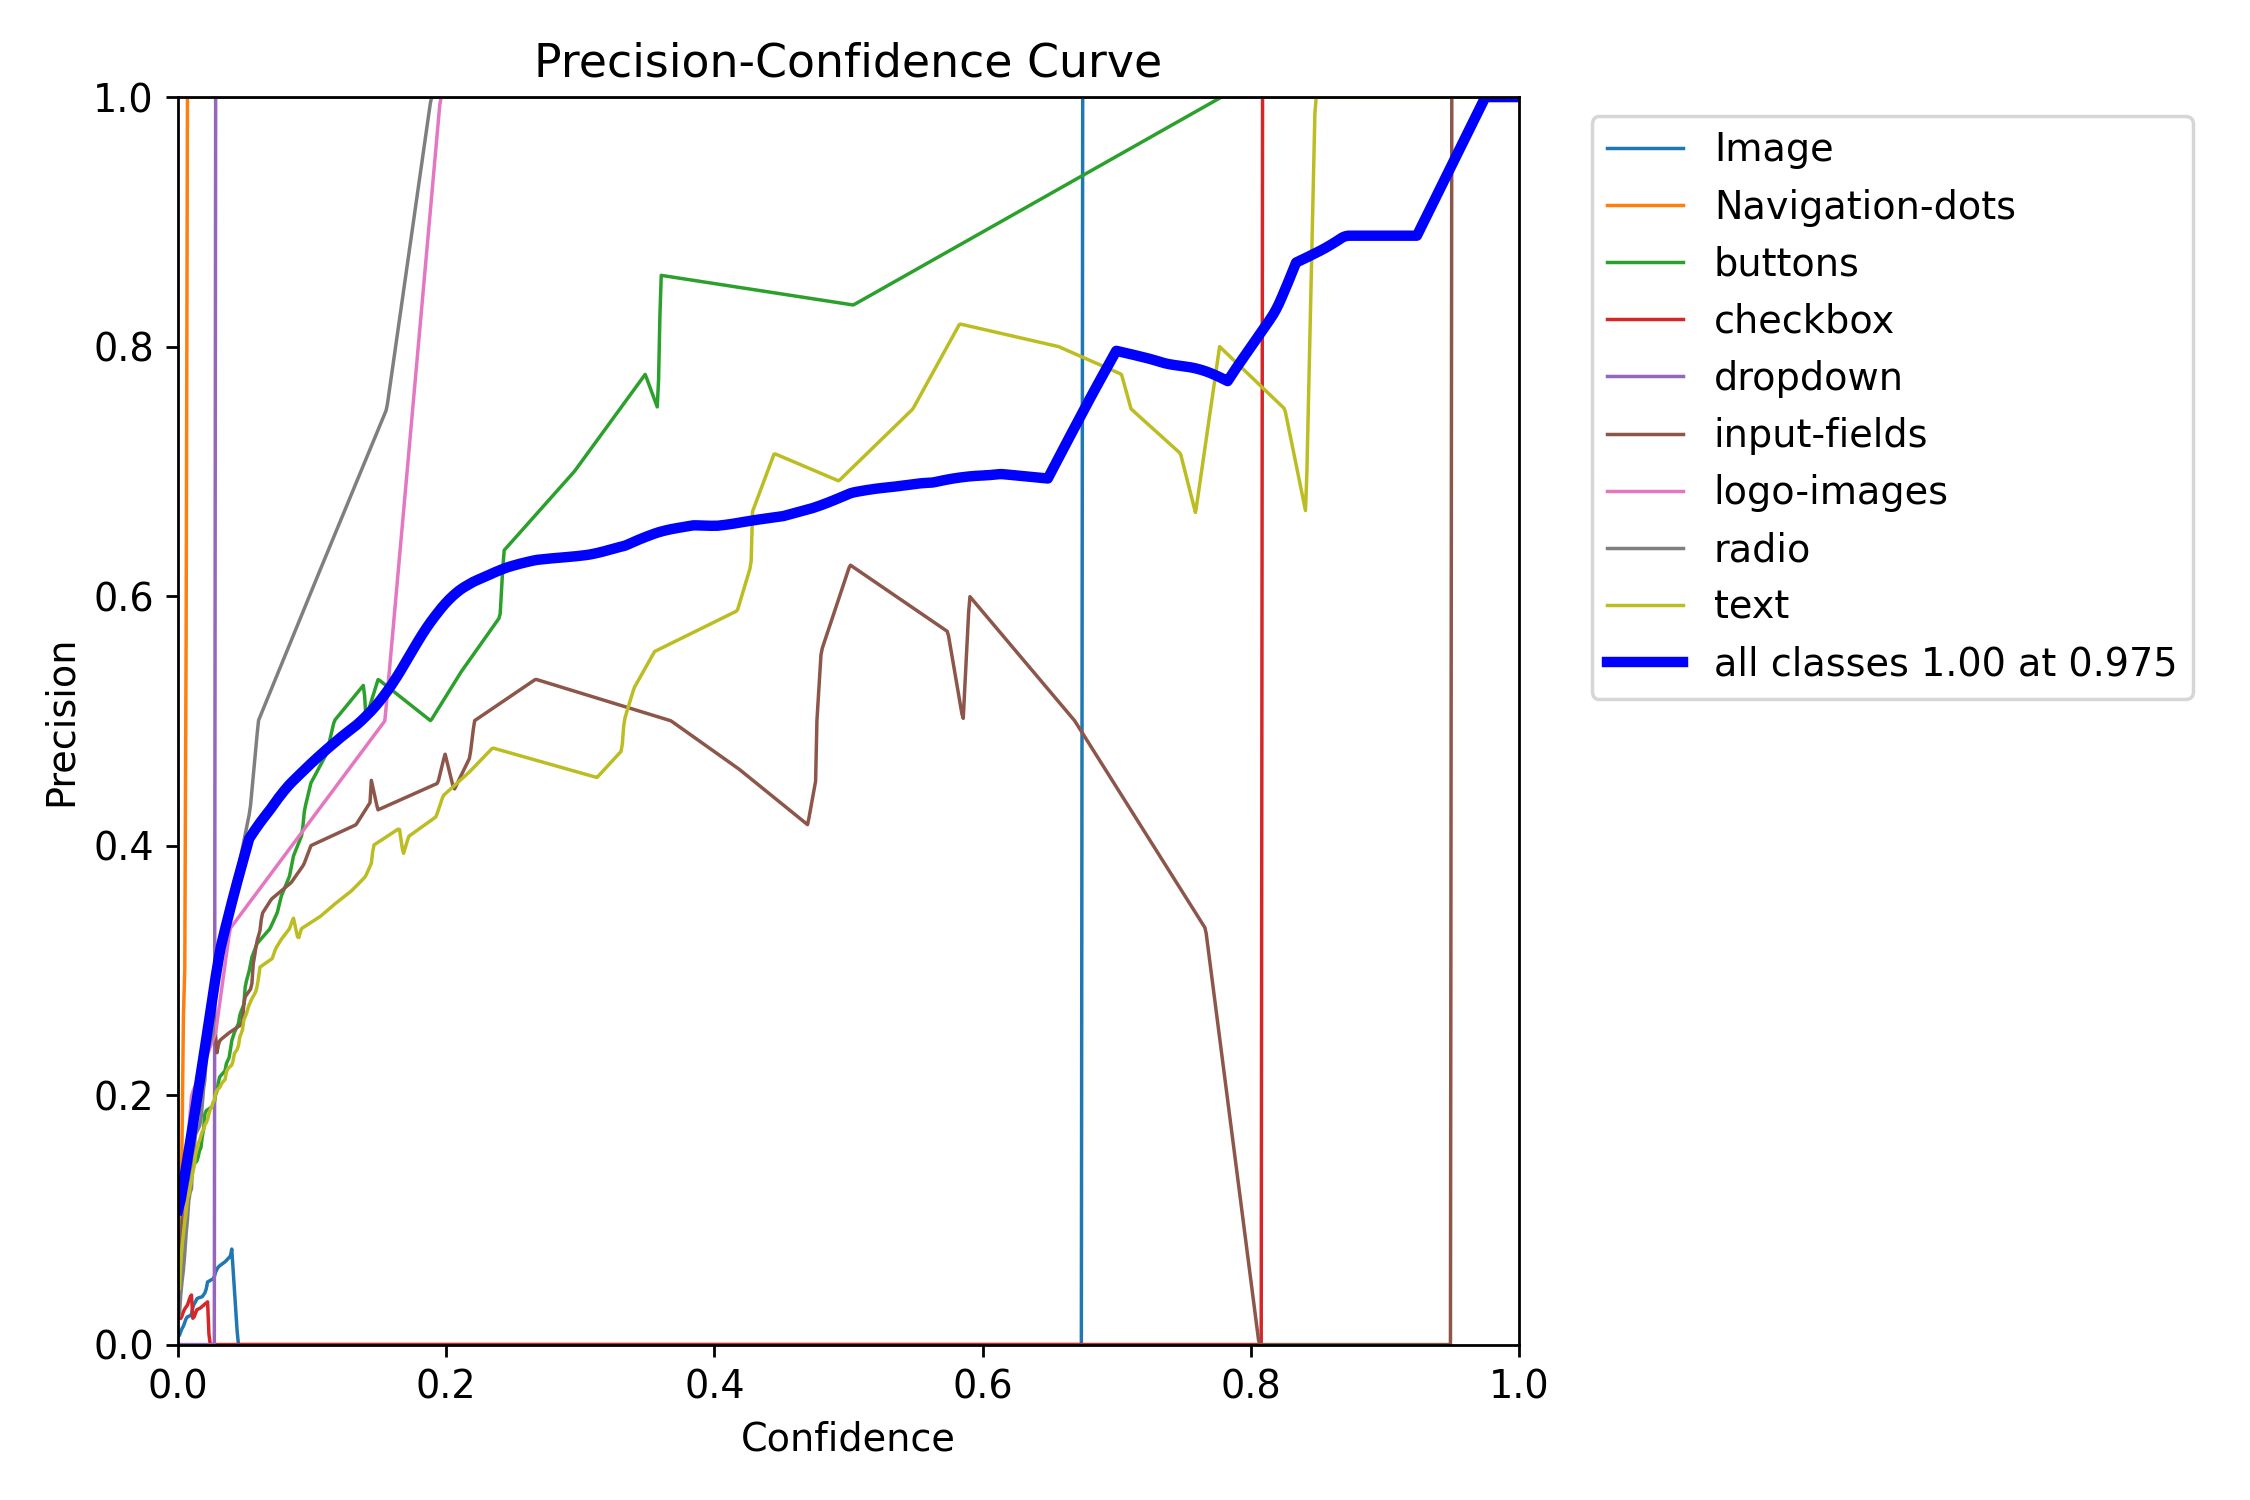 Precision-Confidence Curve
1.0
0.8
0.6
0.4
0.2
0.0
Precision
0.0 0.2 0.4 0.6 0.8 1.0
Confidence
Image
Navigation-dots
buttons
checkbox
dropdown
input-fields
logo-images
radio
text
all classes 1.00 at 0.975